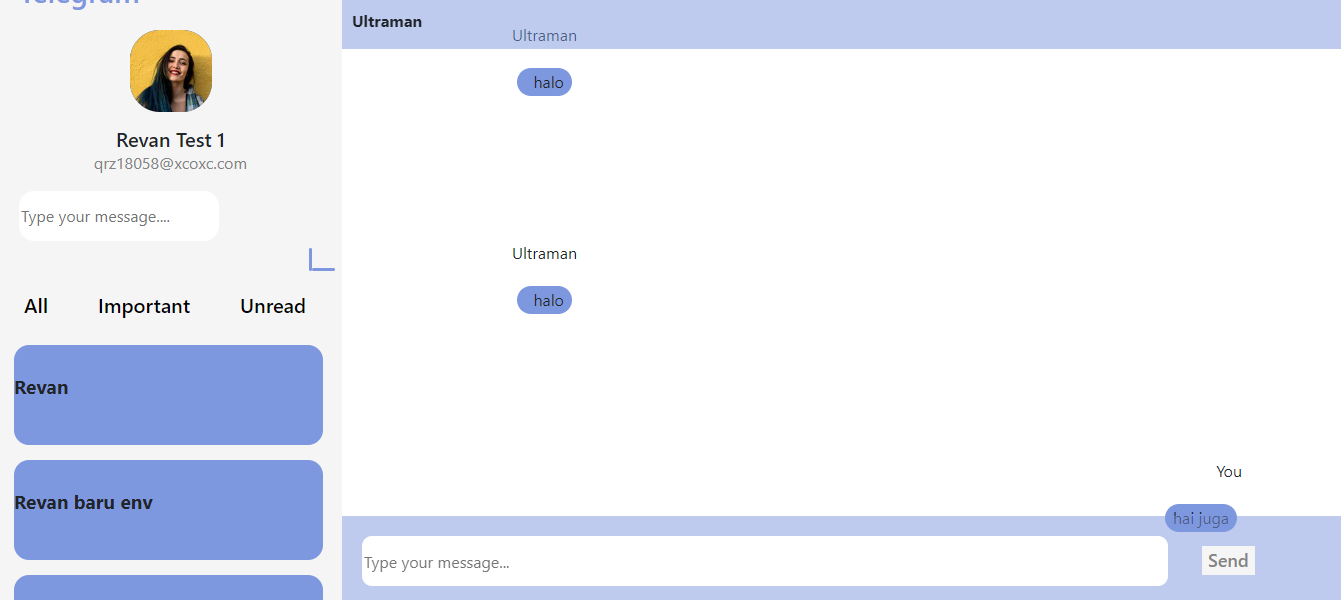 Telegram
Revan Test 1
qrz18058@xcoxc.com
Type your message....
All Important Unread
Revan
Revan baru env
Ultraman
Ultraman
halo
Ultraman
halo
You
hai juga
Type your message...
Send